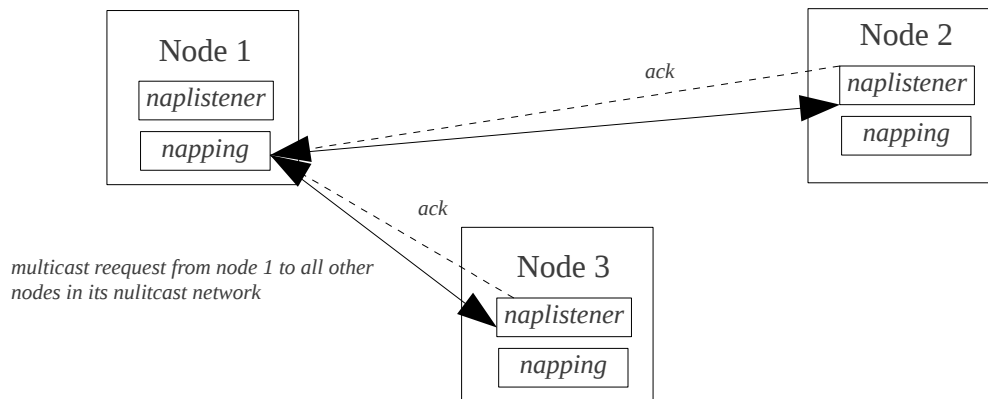 Node 1
naplistener
napping
Node 2
naplistener
napping
ack
ack
multicast reequest from node 1 to all other
nodes in its nulitcast network
Node 3
naplistener
napping